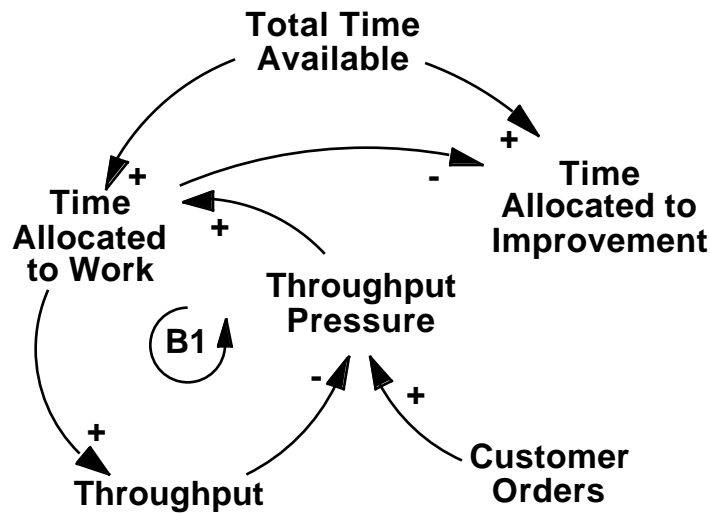 Total Time
Available
+
+
-
+
Time
Allocated
to Work
Time
Allocated to
Improvement
Throughput
Pressure
B1
-
+
+
Throughput
Customer
Orders